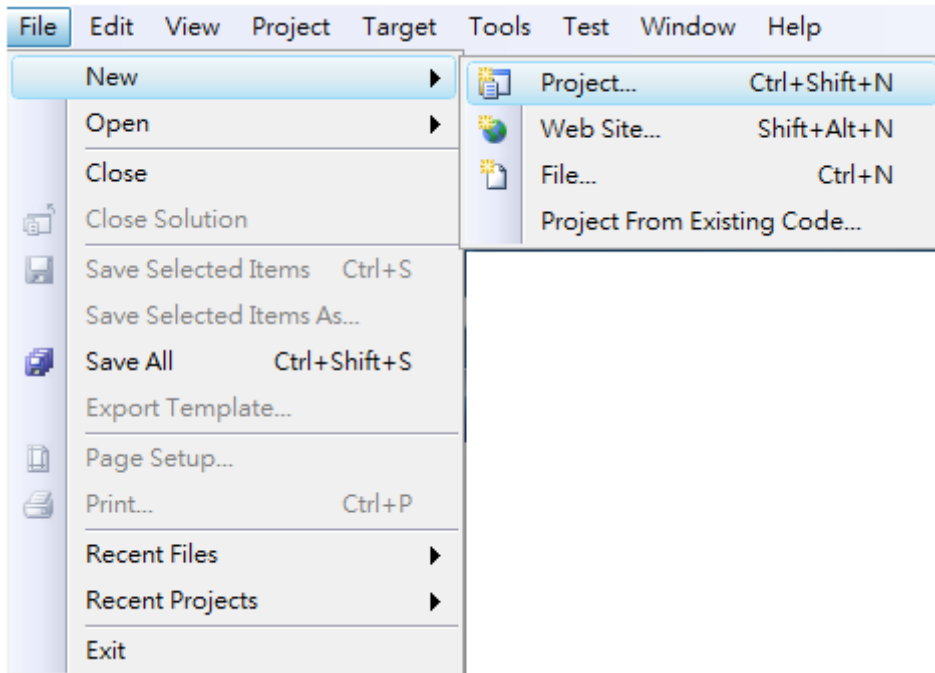 File Edit View Project Target Tools Test Window Help
New
Open
Close
Close Solution
Save Selected Items Ctrl+S
Save Selected Items As...
Save All Ctrl+Shift+S
Export Template...
Page Setup...
Print... Ctrl+P
Recent Files
Recent Projects
Exit
Project... Ctrl+Shift+N
Web Site... Shift+Alt+N
File... Ctrl+N
Project From Existing Code...